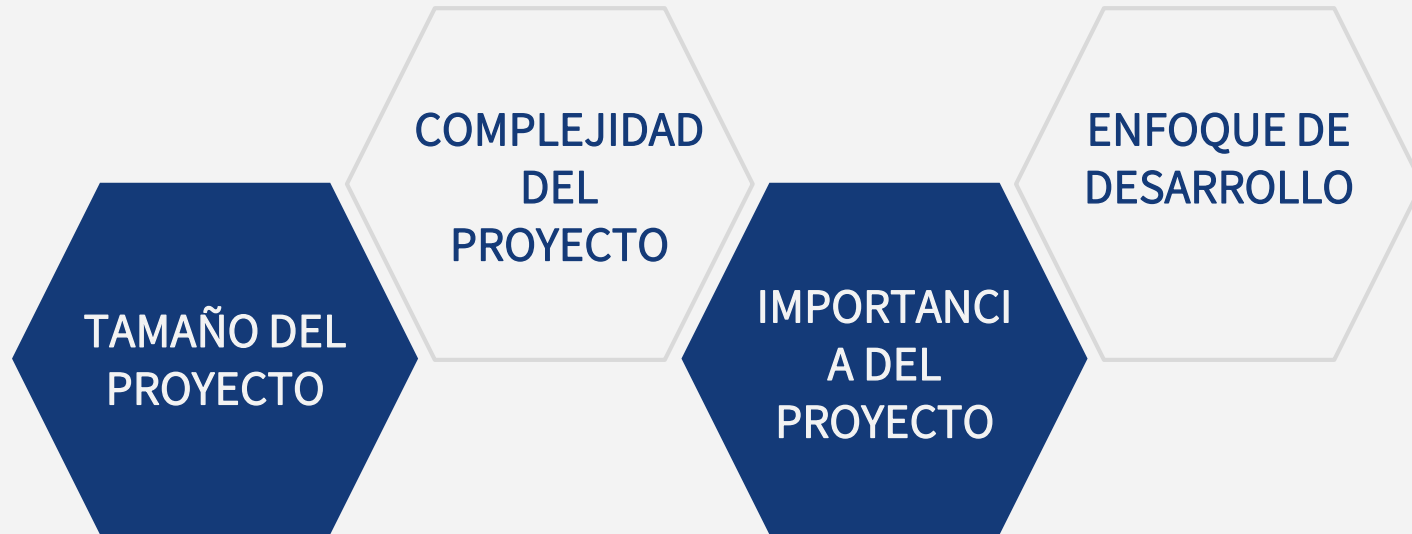 TAMAÑO DEL
PROYECTO
COMPLEJIDAD
DEL
PROYECTO
IMPORTANCI
A DEL
PROYECTO
ENFOQUE DE
DESARROLLO